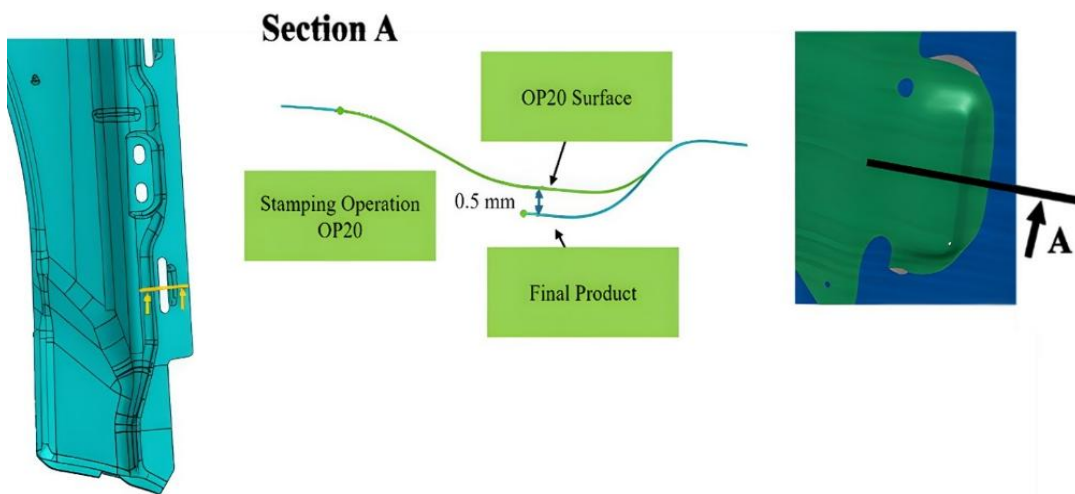 Section A
OP20 Surface
Stamping Operation
OP20
0.5 mm
Final Product
A